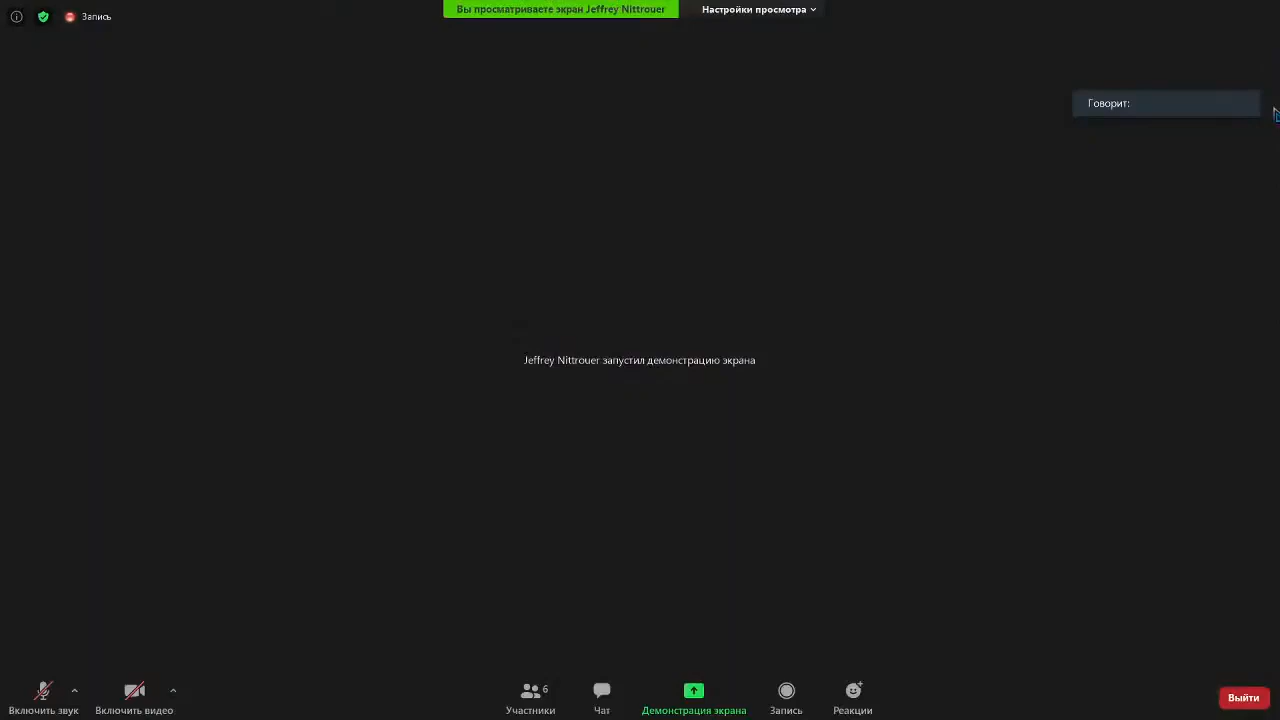 Запись
Вы просматриваете экран Jeffrey Nittrouer
Настройки просмотра
Говорит:
Jeffrey Nittrouer запустил демонстрацию экрана
6
Включить звук
Включить видео
Участники
Чат
Демонстрация экрана
Запись
Реакции
Выйти